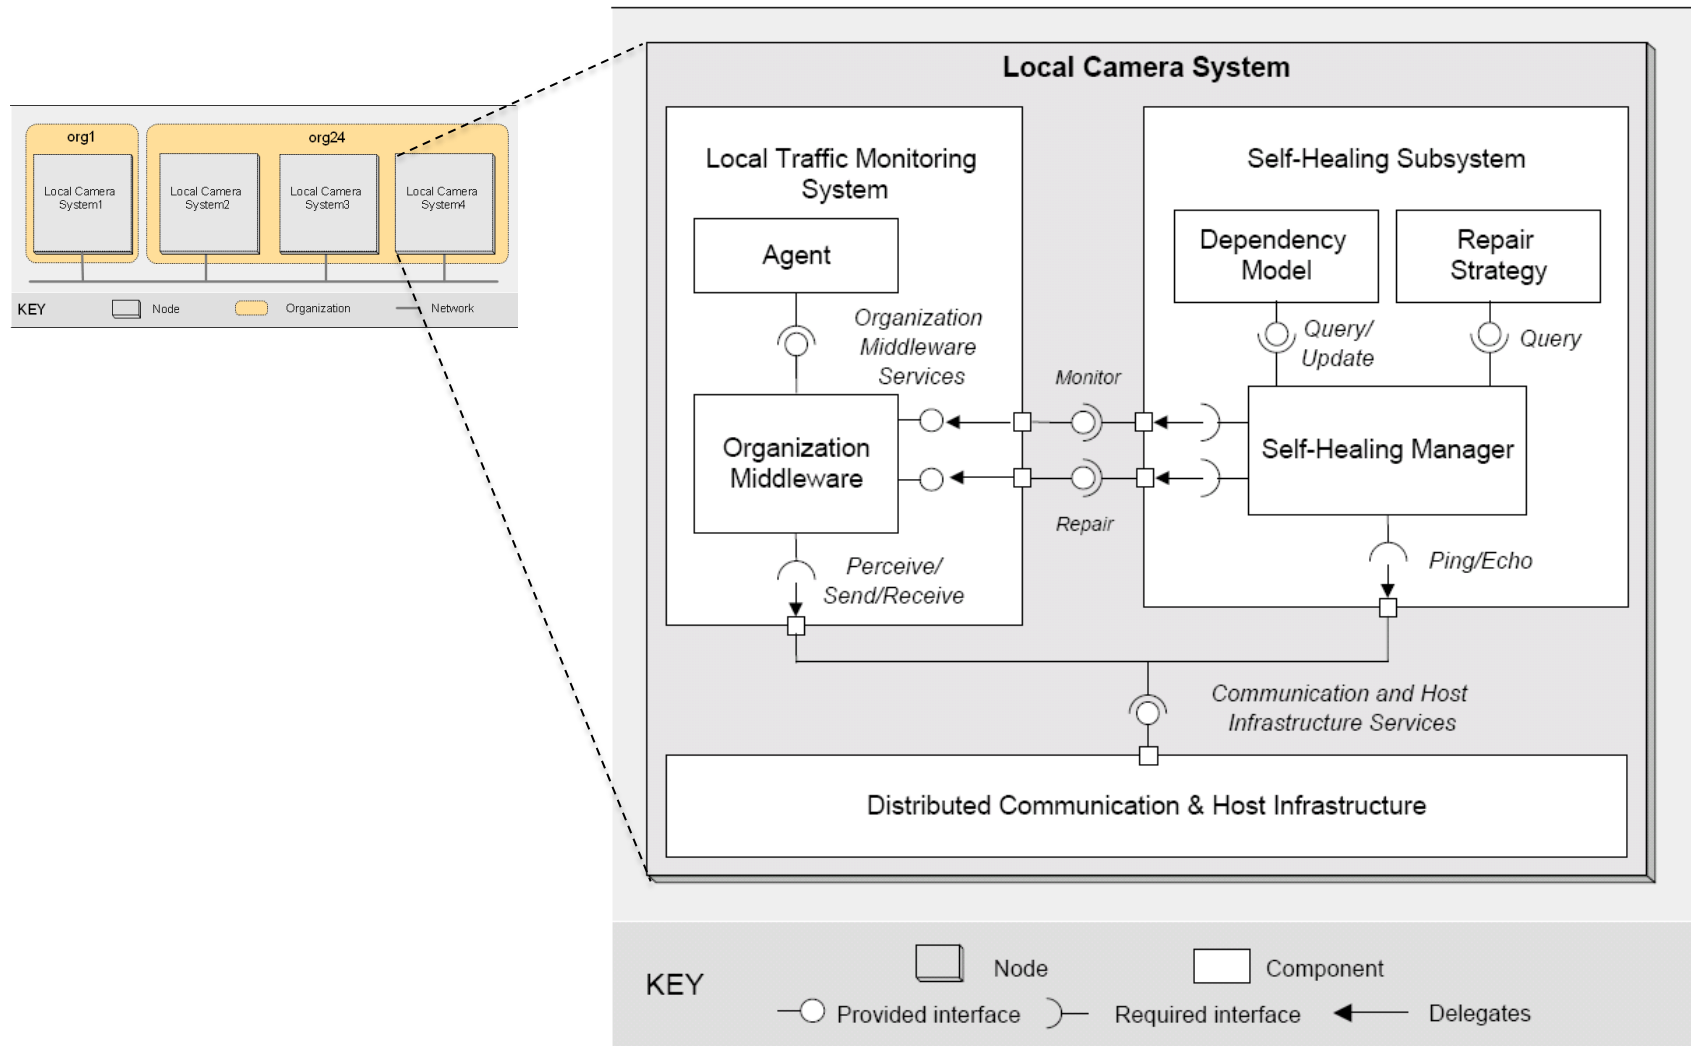 org1
org24
Local Camera
System1
Local Camera
System2
Local Camera
System3
Local Camera
System4
KEY
Node
Organization
Network
Local Camera System
Local Traffic Monitoring
System
Agent
Organization
Middleware
Services
Organization
Middleware
Perceive/
Send/Receive
Monitor
Repair
Self-Healing Subsystem
Dependency
Model
Repair
Strategy
Query/
Update
Query
Self-Healing Manager
Ping/Echo
Communication and Host
Infrastructure Services
Distributed Communication & Host Infrastructure
KEY
Node
Component
Provided interface
Required interface
Delegates